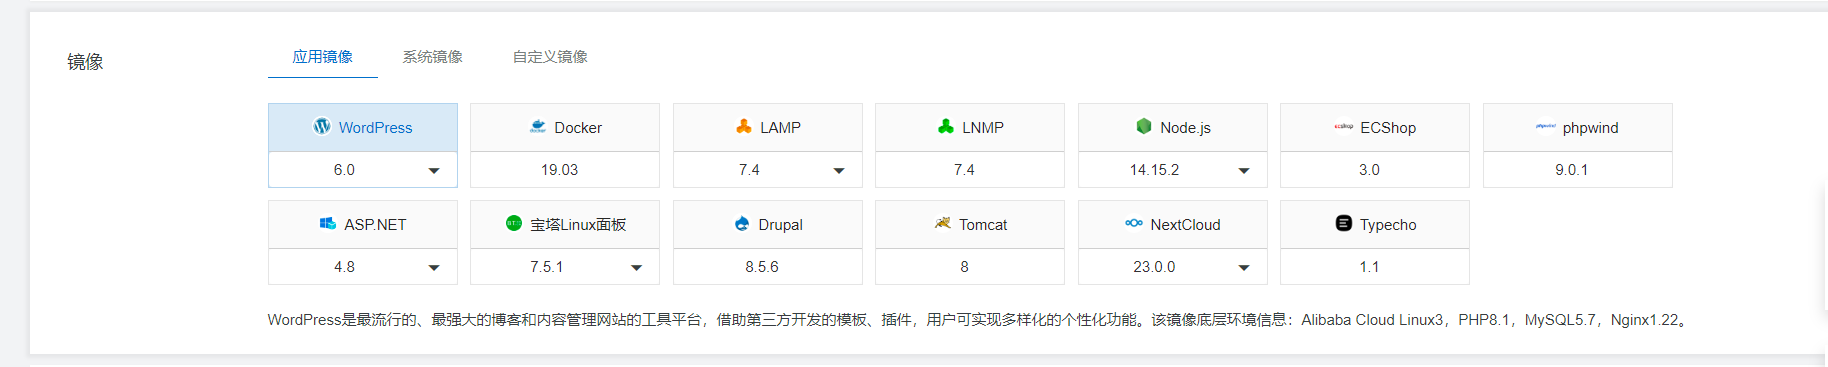 镜像
应用镜像 系统镜像 自定义镜像
WordPress docker Docker LAMP LNMP Node.js ecshop ECShop phpwind phpwind
6.0 19.03 7.4 7.4 14.15.2 3.0 9.0.1
ASP.NET 宝塔Linux面板 Drupal Tomcat NextCloud Typecho
4.8 7.5.1 8.5.6 8 23.0.0 1.1
WordPress是最流行的、最强大的博客和内容管理网站的工具平台，借助第三方开发的模板、插件，用户可实现多样化的个性化功能。该镜像底层环境信息：Alibaba Cloud Linux3，PHP8.1，MySQL5.7，Nginx1.22。